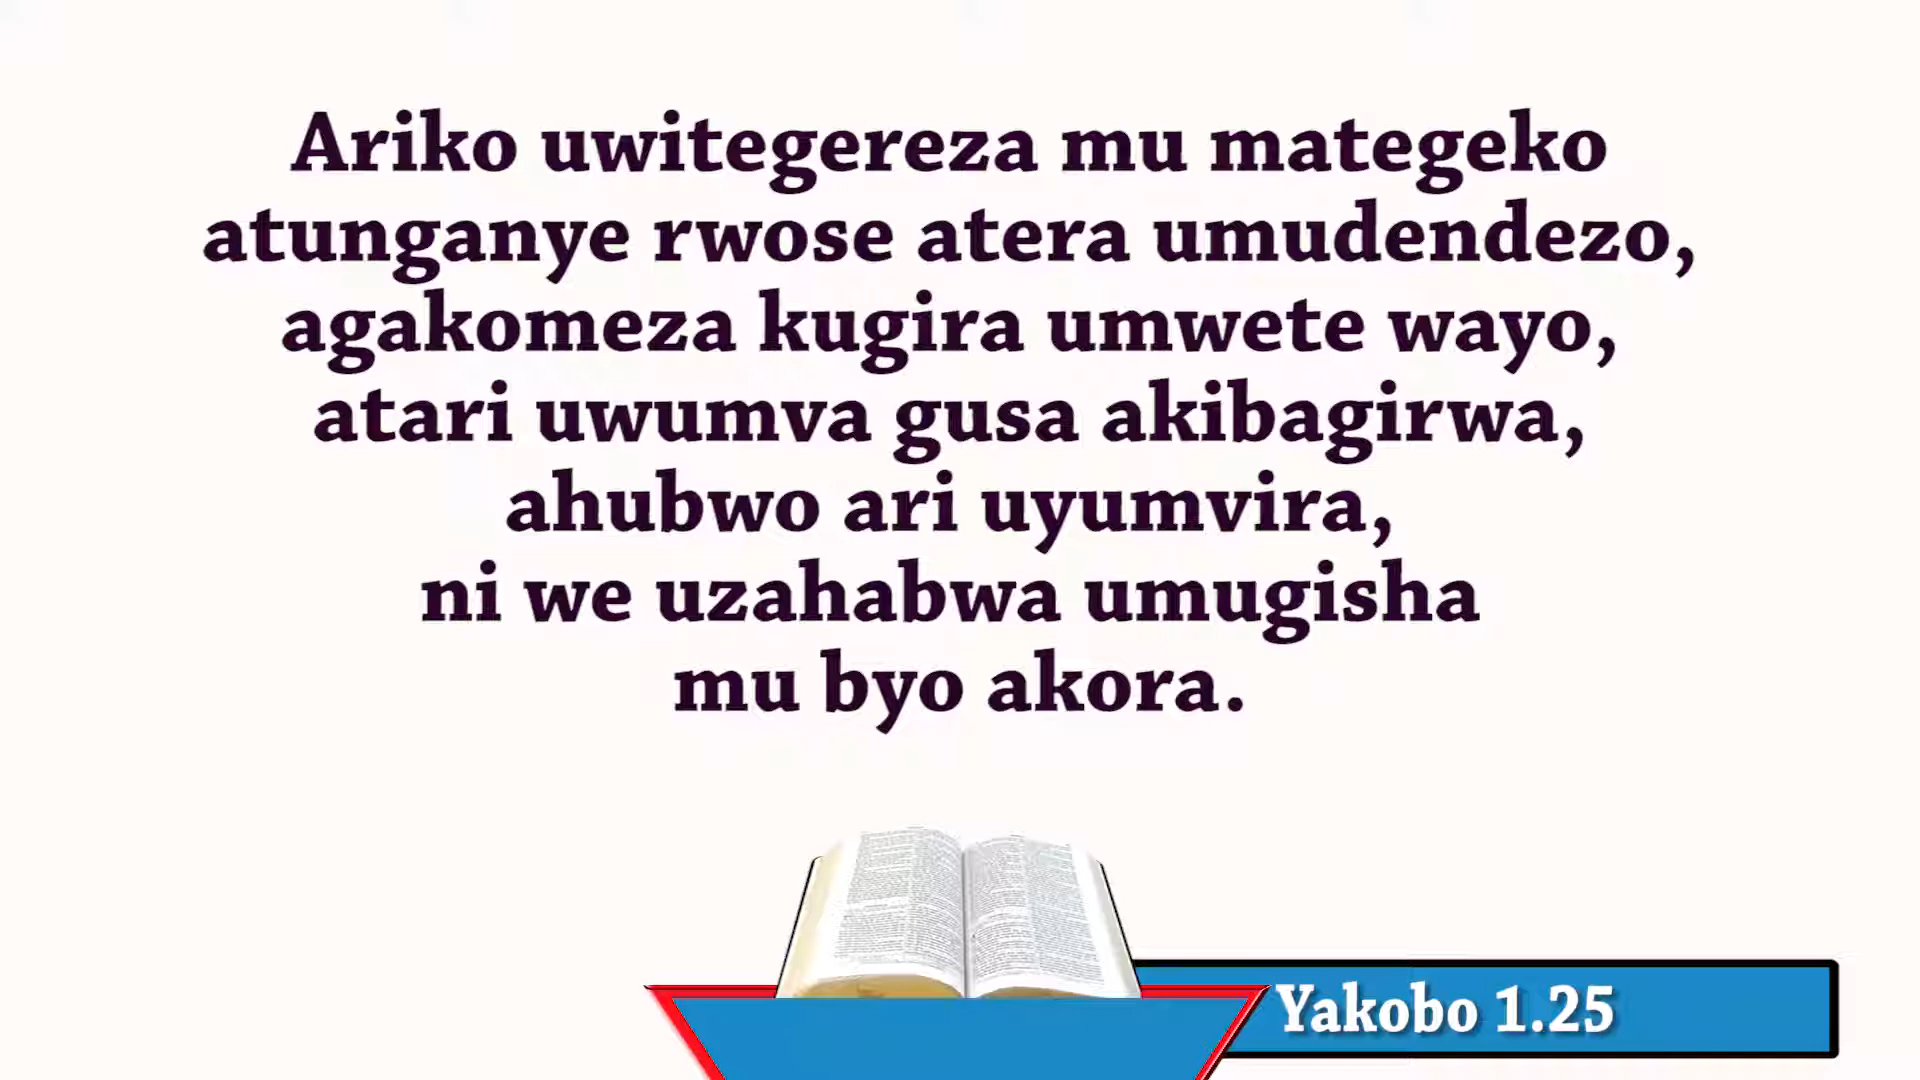 Ariko uwitegereza mu mategeko
atunganye rwose atera umudendezo,
agakomeza kugira umwete wayo,
atari uwumva gusa akibagirwa,
ahubwo ari uyumvira,
ni we uzahabwa umugisha
mu byo akora.
Yakobo 1.25